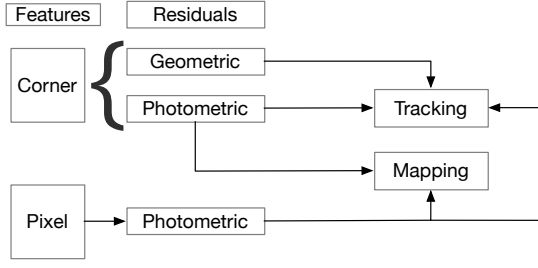 Features
Residuals
Geometric
Corner
Photometric
Tracking
Mapping
Pixel
Photometric